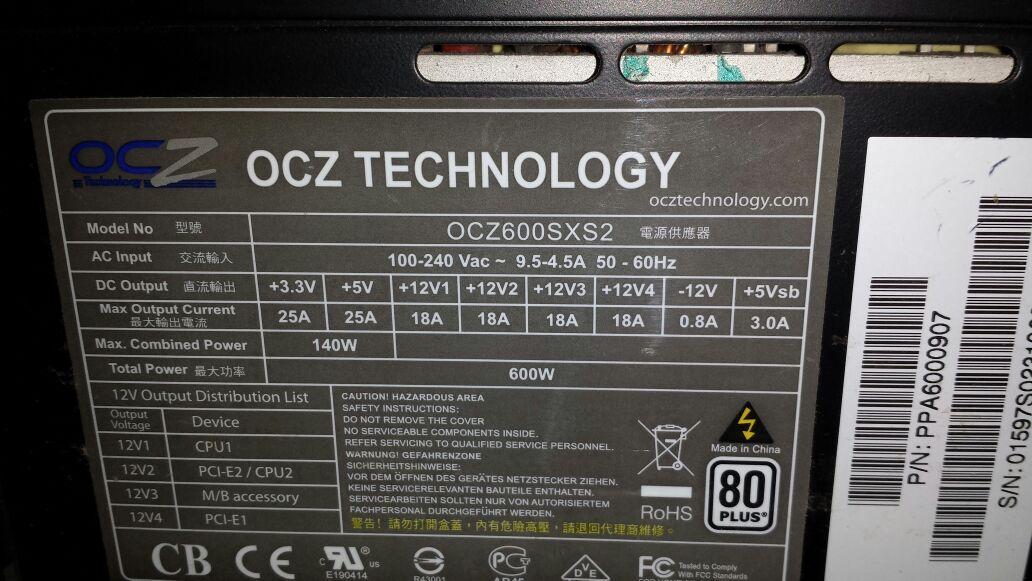 OCZ
Technology
OCZ TECHNOLOGY
ocztechnology.com
Model No 型號 OCZ600SXS2 電源供應器
AC Input 交流輸入 100-240 Vac ~ 9.5-4.5A 50 - 60Hz
DC Output 直流輸出 +3.3V +5V +12V1 +12V2 +12V3 +12V4 -12V +5Vsb
Max Output Current
最大輸出電流 25A 25A 18A 18A 18A 18A 0.8A 3.0A
Max. Combined Power 140W
Total Power 最大功率 600W
12V Output Distribution List
Output
Voltage Device
12V1 CPU1
12V2 PCI-E2 / CPU2
12V3 M/B accessory
12V4 PCI-E1
CAUTION! HAZARDOUS AREA
SAFETY INSTRUCTIONS:
DO NOT REMOVE THE COVER
NO SERVICEABLE COMPONENTS INSIDE.
REFER SERVICING TO QUALIFIED SERVICE PERSONNEL.
WARNUNG! GEFAHRENZONE
SICHERHEITSHINWEISE:
VOR DEM ÖFFNEN DES GERÄTES NETZSTECKER ZIEHEN.
KEINE SERVICERELEVANTEN BAUTEILE ENTHALTEN.
SERVICEARBEITEN SOLLTEN NUR VON AUTORISIERTEM
FACHPERSONAL DURCHGEFÜHRT WERDEN
警告! 請勿打開盒蓋，內有危險高壓，請退回代理商維修。
Made in China
RoHS
80
PLUS
CB CE c UR us
E190414
R43001
PG
VDE
FC Tested to Comply
With FCC Standards
P/N: PPA6000907